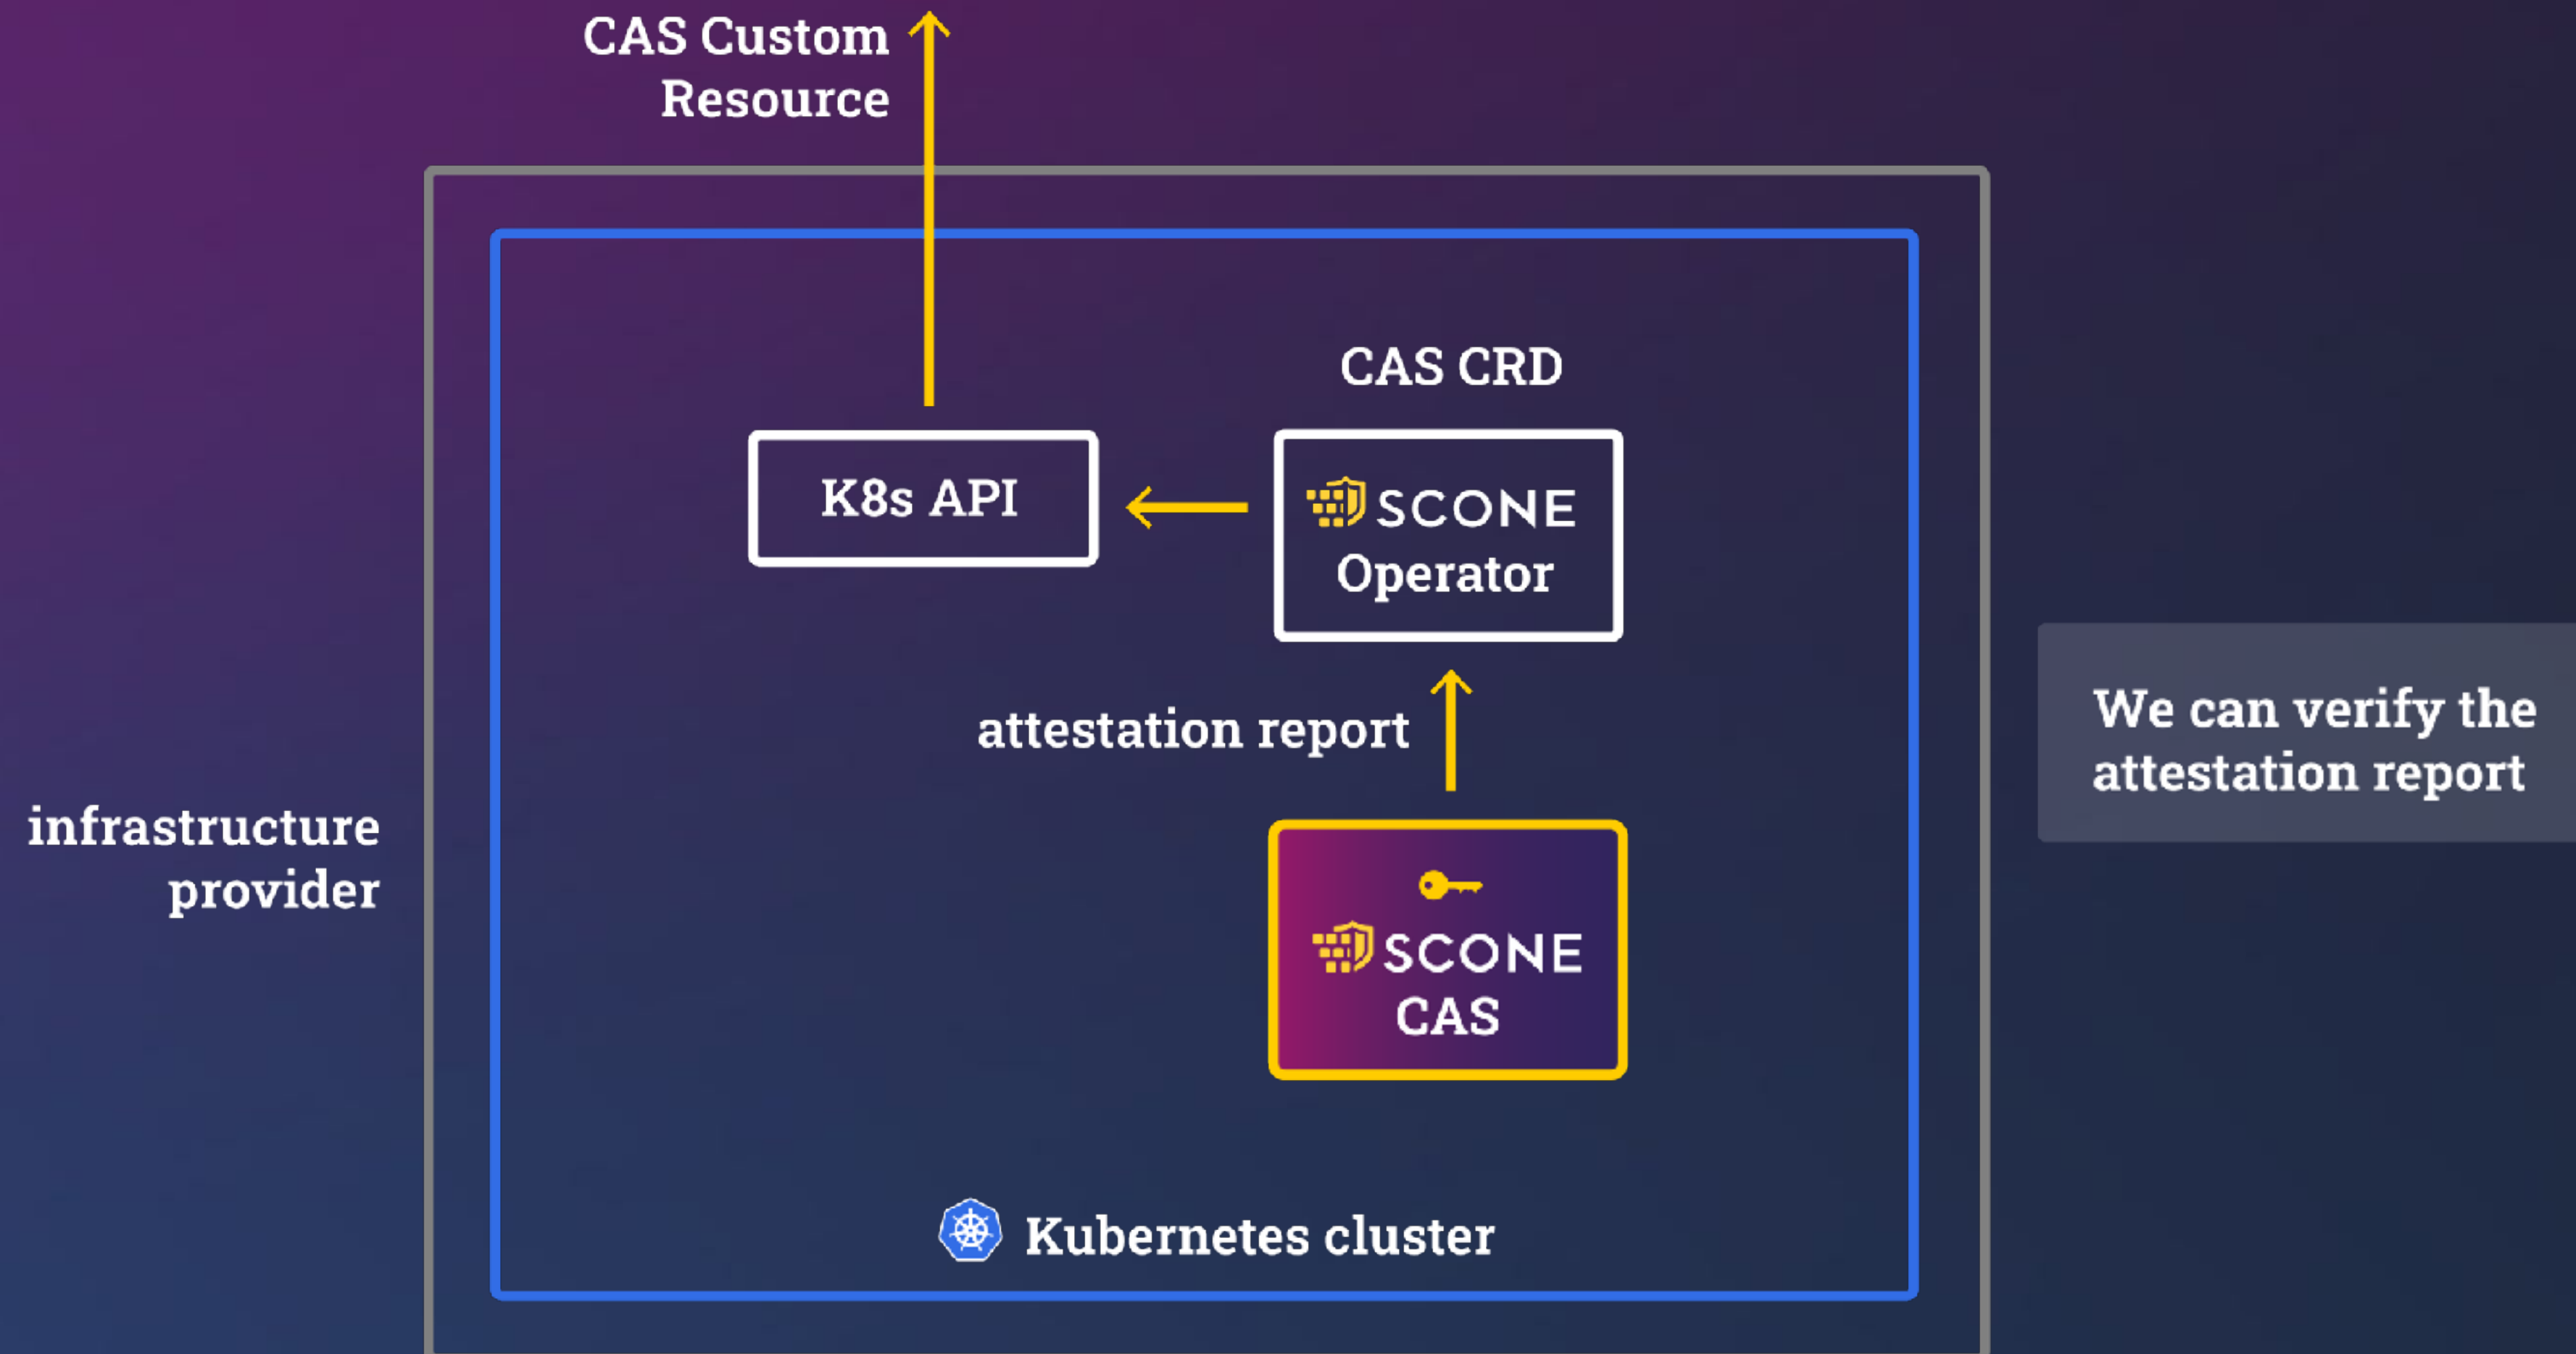 CAS Custom
Resource
CAS CRD
K8s API
SCONE
Operator
attestation report
We can verify the
attestation report
infrastructure
provider
SCONE
CAS
Kubernetes cluster